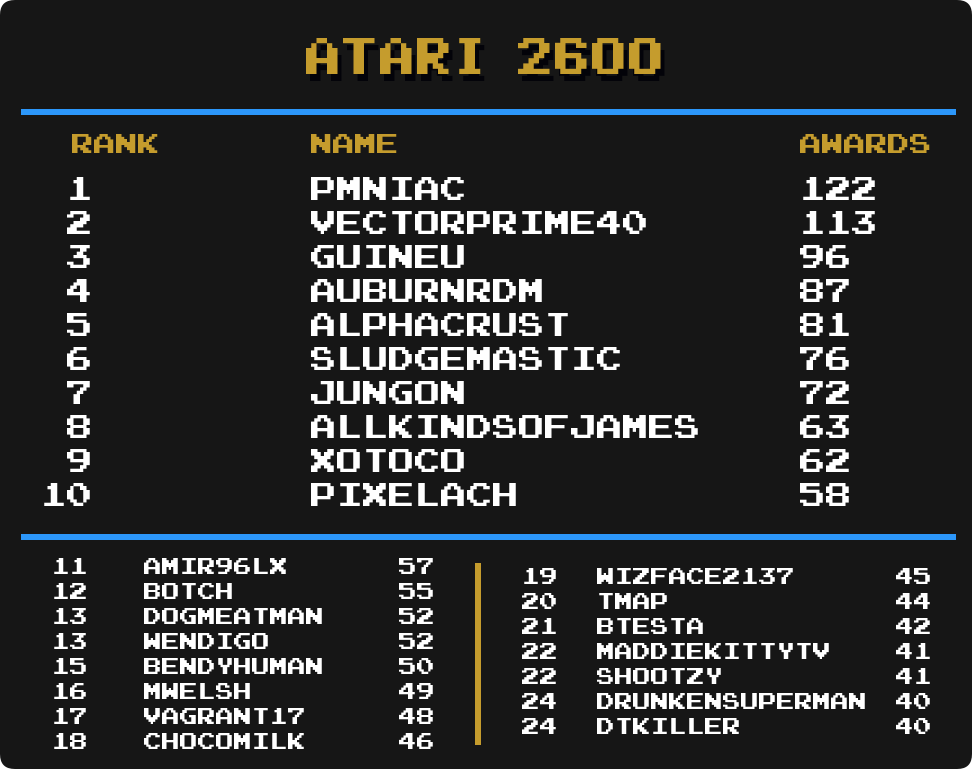 ATARI 2600
RANK NAME AWARDS
1 PMNIAC 122
2 VECTORPRIME40 113
3 GUINEU 96
4 AUBURNRDM 87
5 ALPHACRUST 81
6 SLUDGEMASTIC 76
7 JUNGON 72
8 ALLKINDSOFJAMES 63
9 XOTOCO 62
10 PIXELACH 58
11 AMIR96LX 57
12 BOTCH 55
13 DOGMEATMAN 52
13 WENDIGO 52
15 BENDYHUMAN 50
16 MWELSH 49
17 VAGRANT17 48
18 CHOCOMILK 46
19 WIZFACE2137 45
20 TMAP 44
21 BTESTA 42
22 MADDIEKITTYTV 41
22 SHOOTZY 41
24 DRUNKENSUPERMAN 40
24 DTKILLER 40